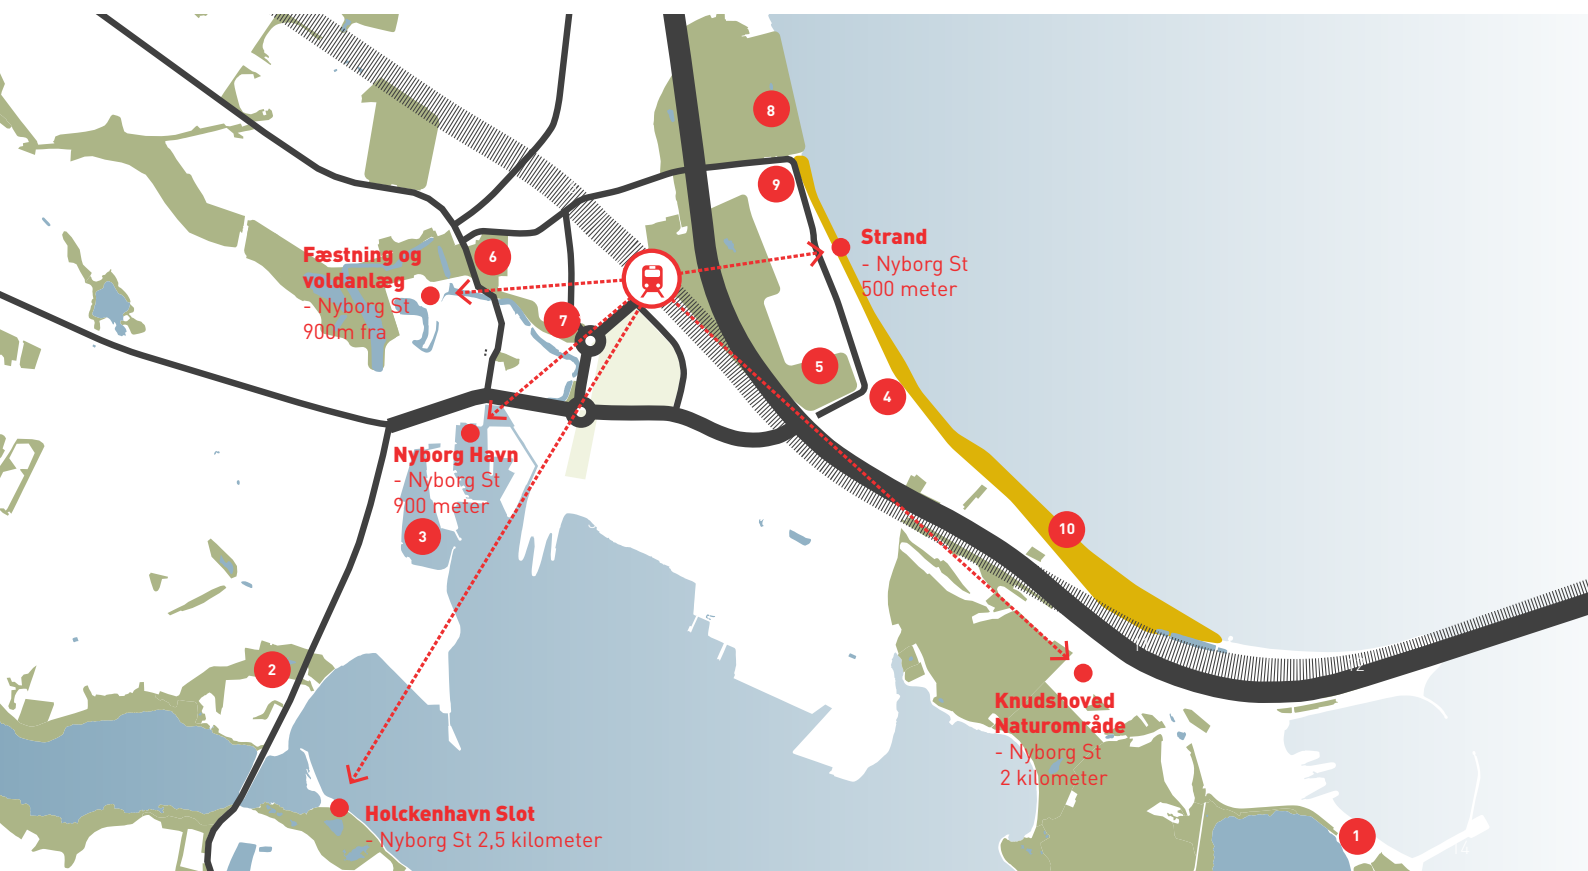 8
9
Strand
- Nyborg St
500 meter
Fæstning og
voldanlæg
- Nyborg St
900m fra
6
7
5
4
Nyborg Havn
- Nyborg St
900 meter
3
10
2
12
Knudshoved
Naturområde
- Nyborg St
2 kilometer
Holckenhavn Slot
- Nyborg St 2,5 kilometer
1
14